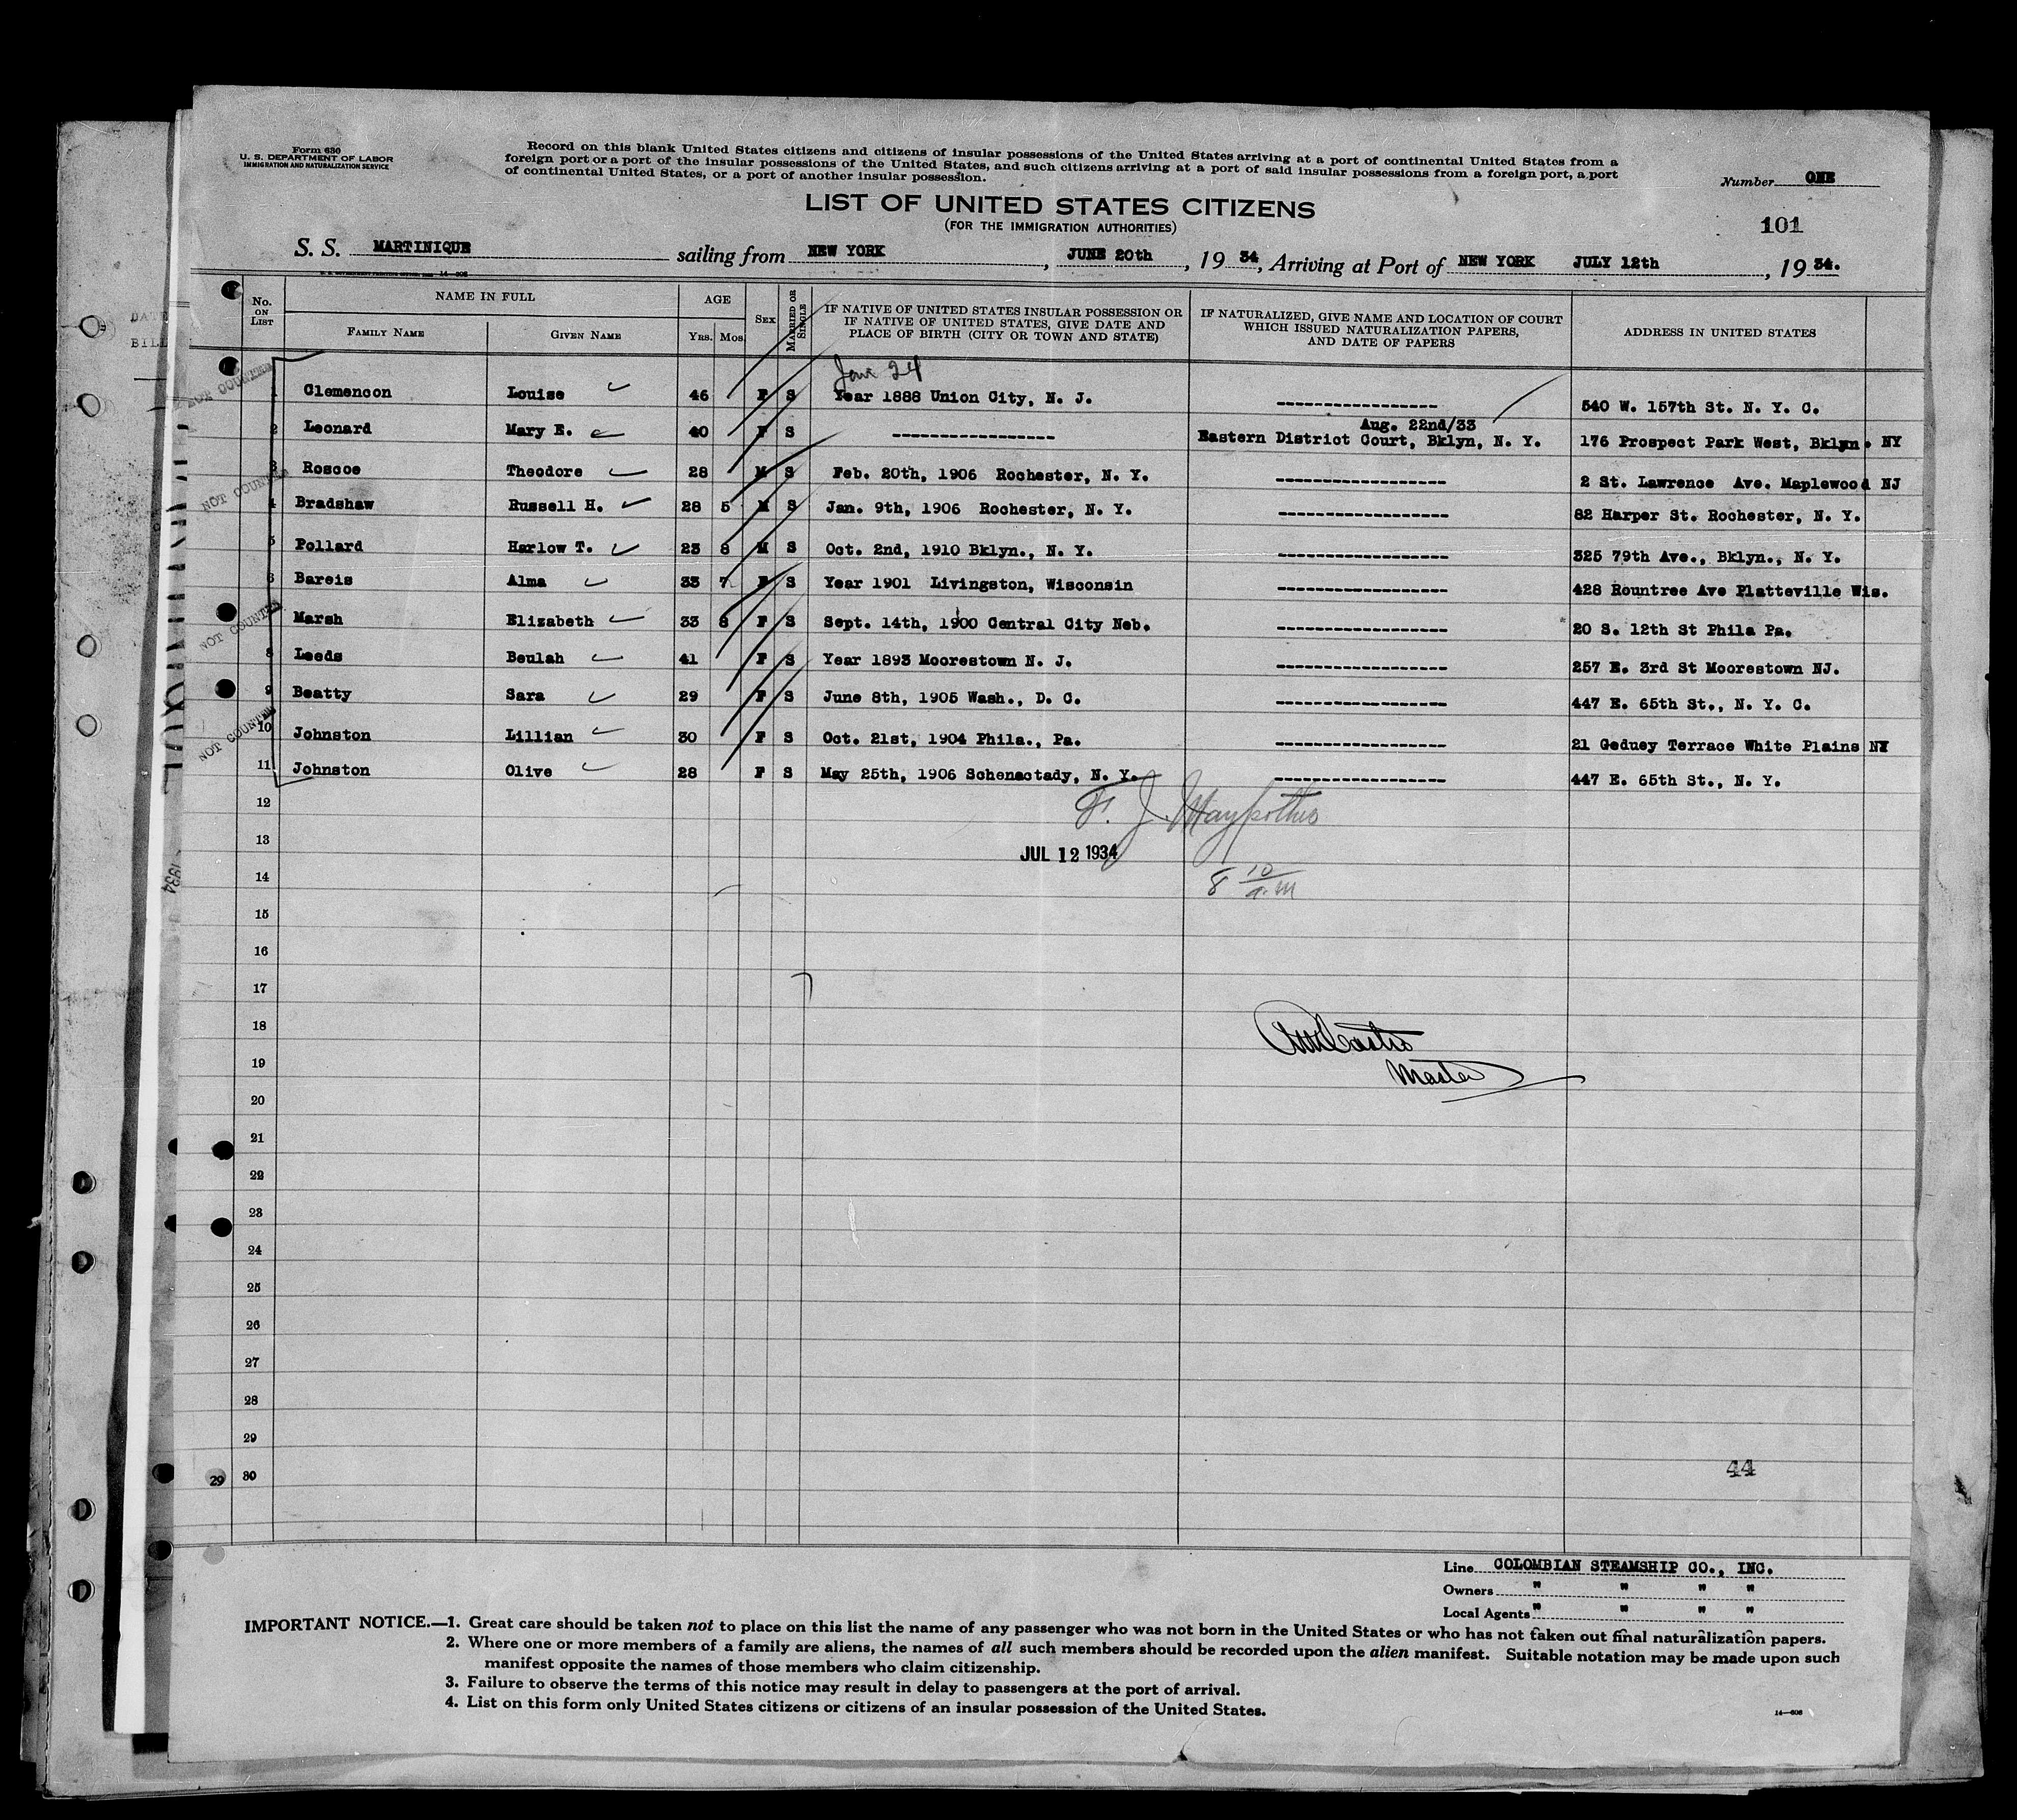 Form 630
U. S. DEPARTMENT OF LABOR
IMMIGRATION AND NATURALIZATION SERVICE
Record on this blank United States citizens and citizens of insular possessions of the United States arriving at a port of continental United States from a
foreign port or a port of the insular possessions of the United States, and such citizens arriving at a port of said insular possessions from a foreign port, a port
of continental United States, or a port of another insular possession.
Number ONE
LIST OF UNITED STATES CITIZENS
(FOR THE IMMIGRATION AUTHORITIES)
101
S. S. MARTINIQUE sailing from NEW YORK, JUNE 20th, 19 34, Arriving at Port of NEW YORK JULY 12th, 19 34.
No. ON LIST NAME IN FULL AGE SEX MARRIED OR SINGLE IF NATIVE OF UNITED STATES INSULAR POSSESSION OR IF NATIVE OF UNITED STATES, GIVE DATE AND PLACE OF BIRTH (CITY OR TOWN AND STATE) IF NATURALIZED, GIVE NAME AND LOCATION OF COURT WHICH ISSUED NATURALIZATION PAPERS, AND DATE OF PAPERS ADDRESS IN UNITED STATES
FAMILY NAME GIVEN NAME YRS. MOS
Jan 24
1 Clemencon Louise 46 F S Year 1888 Union City, N. J. ---------------- 540 W. 157th St. N. Y. C.
Aug. 22nd/33
2 Leonard Mary E. 40 F S ---------------- Eastern District Court, Bklyn, N. Y. 176 Prospect Park West, Bklyn. NY
3 Roscoe Theodore 28 M S Feb. 20th, 1906 Rochester, N. Y. ---------------- 2 St. Lawrence Ave. Maplewood NJ
4 Bradshaw Russell H. 28 5 M S Jan. 9th, 1906 Rochester, N. Y. ---------------- 82 Harper St. Rochester, N. Y.
5 Pollard Harlow T. 23 8 M S Oct. 2nd, 1910 Bklyn., N. Y. ---------------- 325 79th Ave., Bklyn., N. Y.
6 Bareis Alma 33 7 F S Year 1901 Livingston, Wisconsin ---------------- 428 Rountree Ave Platteville Wis.
Marsh Elizabeth 33 8 F S Sept. 14th, 1900 Central City Neb. ---------------- 20 S. 12th St Phila Pa.
8 Leeds Beulah 41 F S Year 1893 Moorestown N. J. ---------------- 257 E. 3rd St Moorestown NJ.
9 Beatty Sara 29 F S June 8th, 1905 Wash., D. C. ---------------- 447 E. 65th St., N. Y. C.
10 Johnston Lillian 30 F S Oct. 21st, 1904 Phila., Pa. ---------------- 21 Gedney Terrace White Plains NY
11 Johnston Olive 28 F S May 25th, 1906 Schenactady, N. Y. ---------------- 447 E. 65th St., N. Y.
NOT COUNTED
NOT COUNTED
NOT COUNTED
NOT COUNTED
12
F. J.
13
JUL 12 1934
14
8 10 a.m
15
16
17
18
19
Master
20
21
22
23
24
25
26
27
28
29
29 30
44
Line COLOMBIAN STEAMSHIP CO., INC.
Owners " " " "
Local Agents " " " "
IMPORTANT NOTICE.—1. Great care should be taken not to place on this list the name of any passenger who was not born in the United States or who has not taken out final naturalization papers.
2. Where one or more members of a family are aliens, the names of all such members should be recorded upon the alien manifest. Suitable notation may be made upon such
manifest opposite the names of those members who claim citizenship.
3. Failure to observe the terms of this notice may result in delay to passengers at the port of arrival.
4. List on this form only United States citizens or citizens of an insular possession of the United States.
14—606